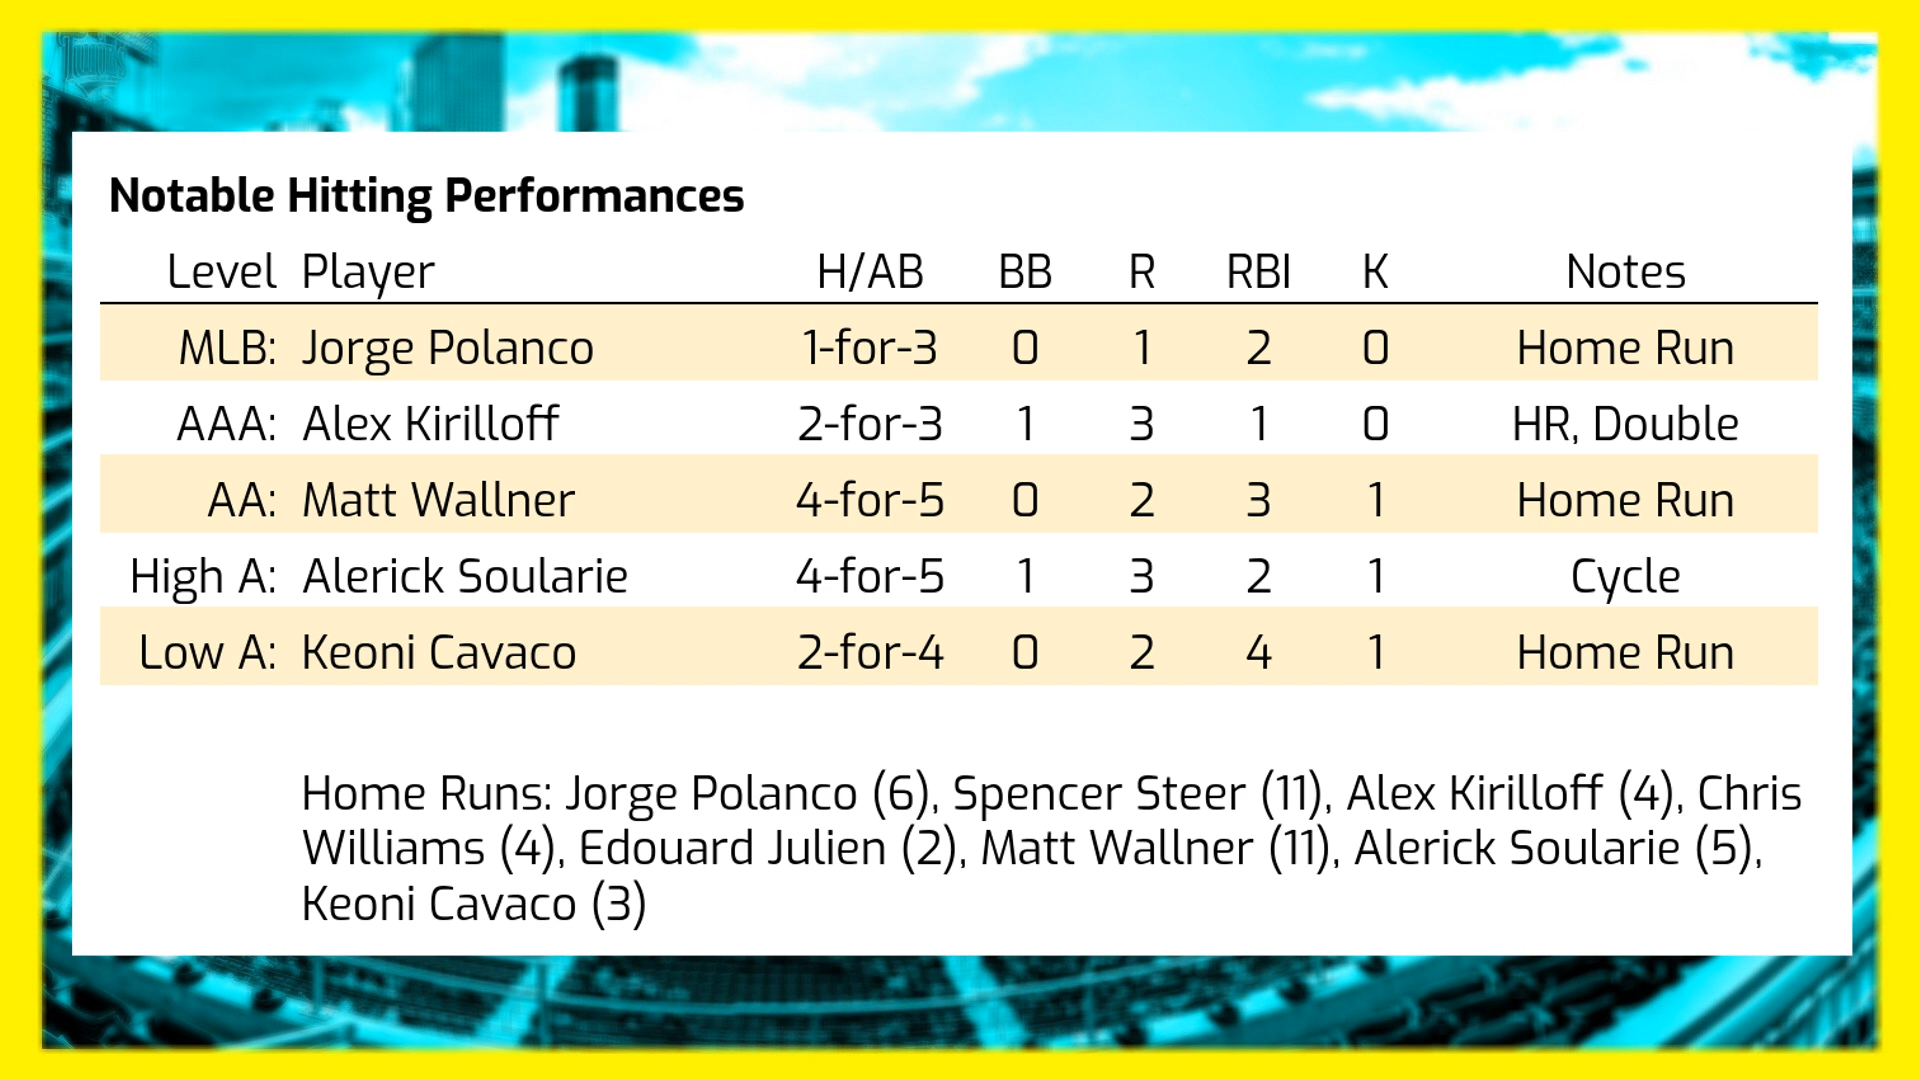 Notable Hitting Performances
Level Player H/AB BB R RBI K Notes
MLB: Jorge Polanco 1-for-3 0 1 2 0 Home Run
AAA: Alex Kirilloff 2-for-3 1 3 1 0 HR, Double
AA: Matt Wallner 4-for-5 0 2 3 1 Home Run
High A: Alerick Soularie 4-for-5 1 3 2 1 Cycle
Low A: Keoni Cavaco 2-for-4 0 2 4 1 Home Run
Home Runs: Jorge Polanco (6), Spencer Steer (11), Alex Kirilloff (4), Chris
Williams (4), Edouard Julien (2), Matt Wallner (11), Alerick Soularie (5),
Keoni Cavaco (3)